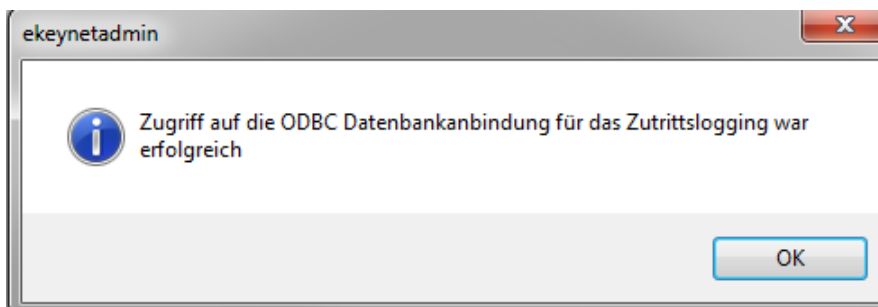 ekeynetadmin
Zugriff auf die ODBC Datenbankanbindung für das Zutrittslogging war
erfolgreich
OK